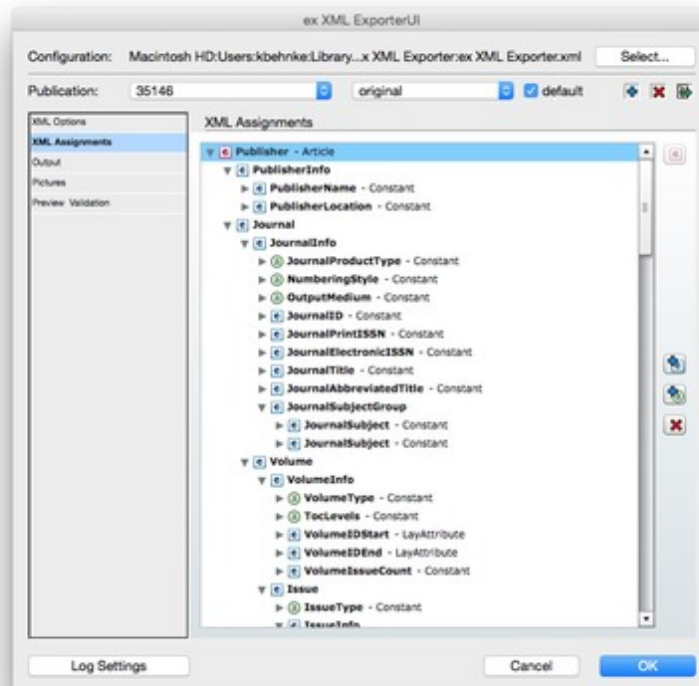 ex XML ExporterUI
Configuration: Macintosh HD:Users:kbehnke:Library...x XML Exporter:ex XML Exporter.xml Select...
Publication: 35146 original default
XML Options
XML Assignments
Output
Pictures
Preview Validation
XML Assignments
Publisher - Article
PublisherInfo
PublisherName - Constant
PublisherLocation - Constant
Journal
JournalInfo
JournalProductType - Constant
NumberingStyle - Constant
OutputMedium - Constant
JournalID - Constant
JournalPrintISSN - Constant
JournalElectronicISSN - Constant
JournalTitle - Constant
JournalAbbreviatedTitle - Constant
JournalSubjectGroup
JournalSubject - Constant
JournalSubject - Constant
Volume
VolumeInfo
VolumeType - Constant
TocLevels - Constant
VolumeIDStart - LayAttribute
VolumeIDEnd - LayAttribute
VolumeIssueCount - Constant
Issue
IssueType - Constant
IssueInfo
Log Settings Cancel OK